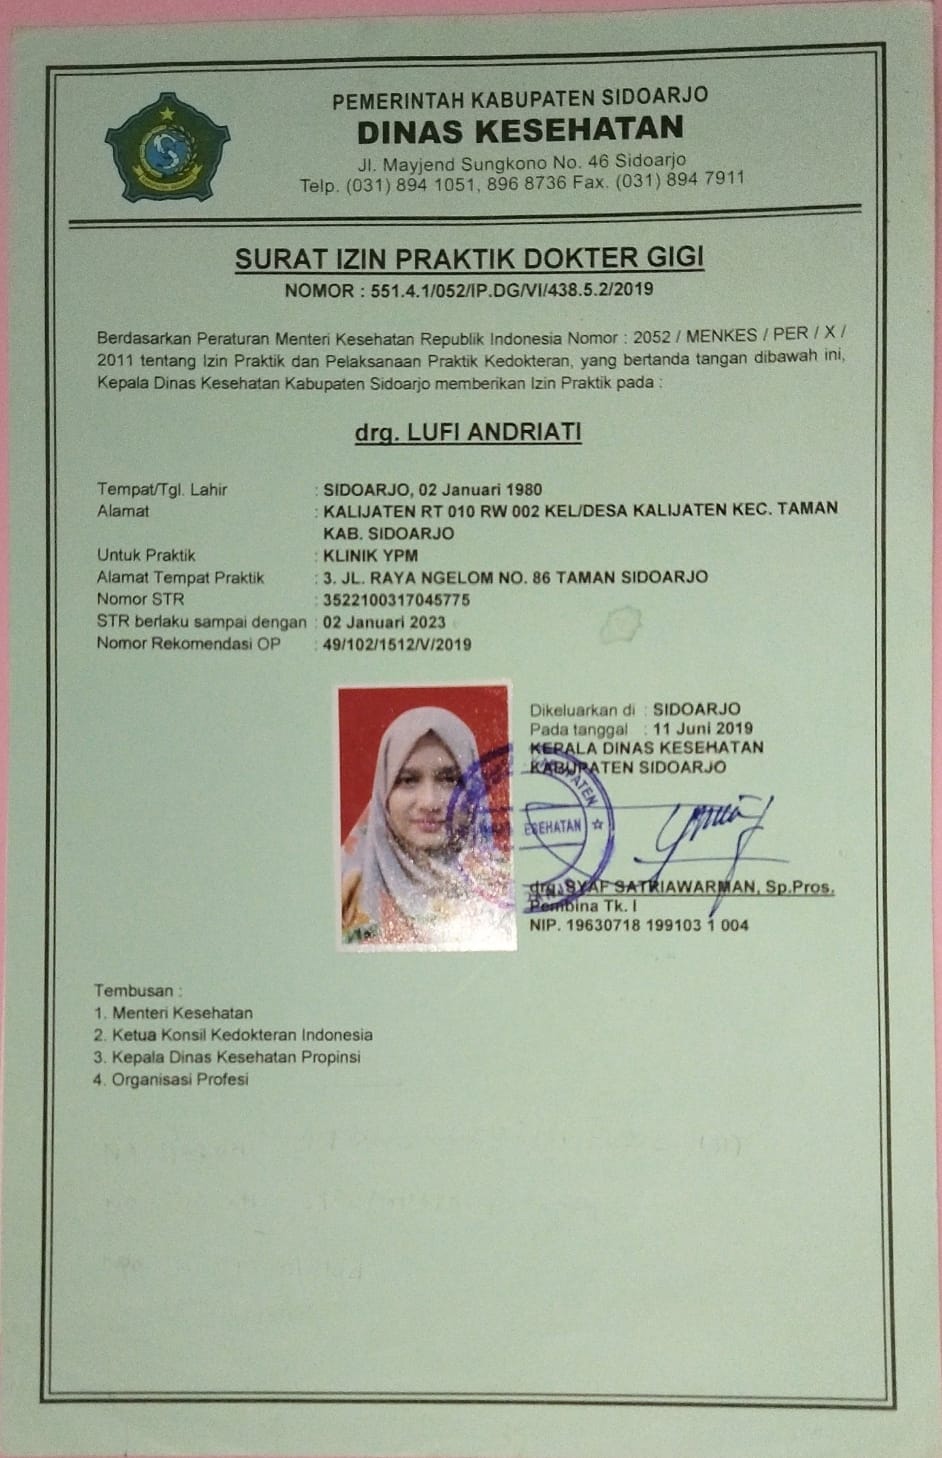 PEMERINTAH KABUPATEN SIDOARJO
DINAS KESEHATAN
Jl. Mayjend Sungkono No. 46 Sidoarjo
Telp. (031) 894 1051, 896 8736 Fax. (031) 894 7911
SURAT IZIN PRAKTIK DOKTER GIGI
NOMOR : 551.4.1/052/IP.DG/VI/438.5.2/2019
Berdasarkan Peraturan Menteri Kesehatan Republik Indonesia Nomor : 2052 / MENKES / PER / X /
2011 tentang Izin Praktik dan Pelaksanaan Praktik Kedokteran, yang bertanda tangan dibawah ini,
Kepala Dinas Kesehatan Kabupaten Sidoarjo memberikan Izin Praktik pada :
drg. LUFI ANDRIATI
Tempat/Tgl. Lahir : SIDOARJO, 02 Januari 1980
Alamat : KALIJATEN RT 010 RW 002 KEL/DESA KALIJATEN KEC. TAMAN
KAB. SIDOARJO
Untuk Praktik : KLINIK YPM
Alamat Tempat Praktik : 3. JL. RAYA NGELOM NO. 86 TAMAN SIDOARJO
Nomor STR : 3522100317045775
STR berlaku sampai dengan : 02 Januari 2023
Nomor Rekomendasi OP : 49/102/1512/V/2019
Dikeluarkan di : SIDOARJO
Pada tanggal : 11 Juni 2019
KEPALA DINAS KESEHATAN
KABUPATEN SIDOARJO
drg. SYAF SATRIAWARMAN, Sp.Pros.
Pembina Tk. I
NIP. 19630718 199103 1 004
Tembusan :
1. Menteri Kesehatan
2. Ketua Konsil Kedokteran Indonesia
3. Kepala Dinas Kesehatan Propinsi
4. Organisasi Profesi